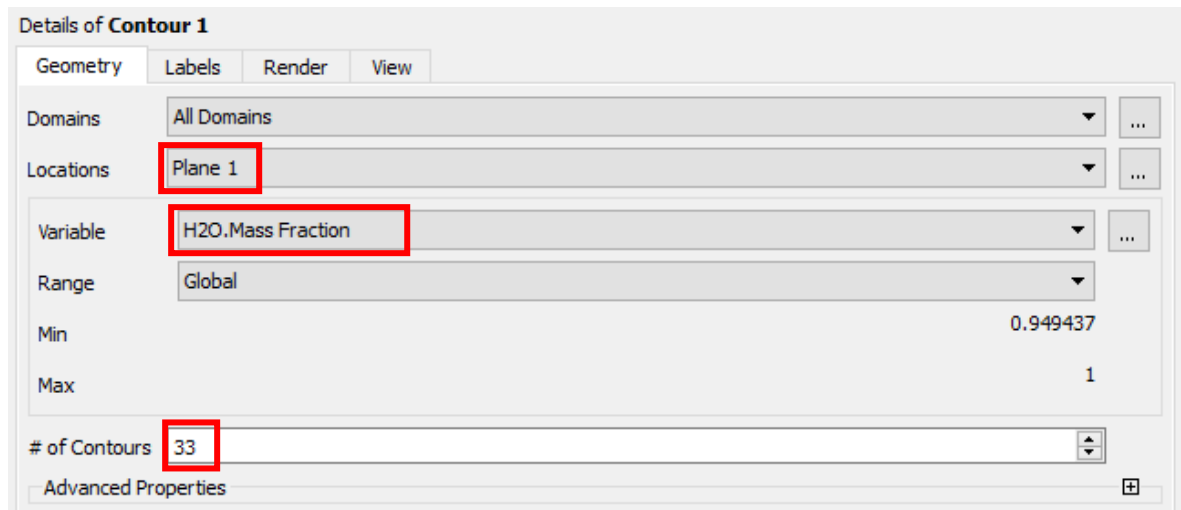 Details of Contour 1
Geometry Labels Render View
Domains All Domains ...
Locations Plane 1 ...
Variable H2O.Mass Fraction ...
Range Global
Min 0.949437
Max 1
# of Contours 33
Advanced Properties